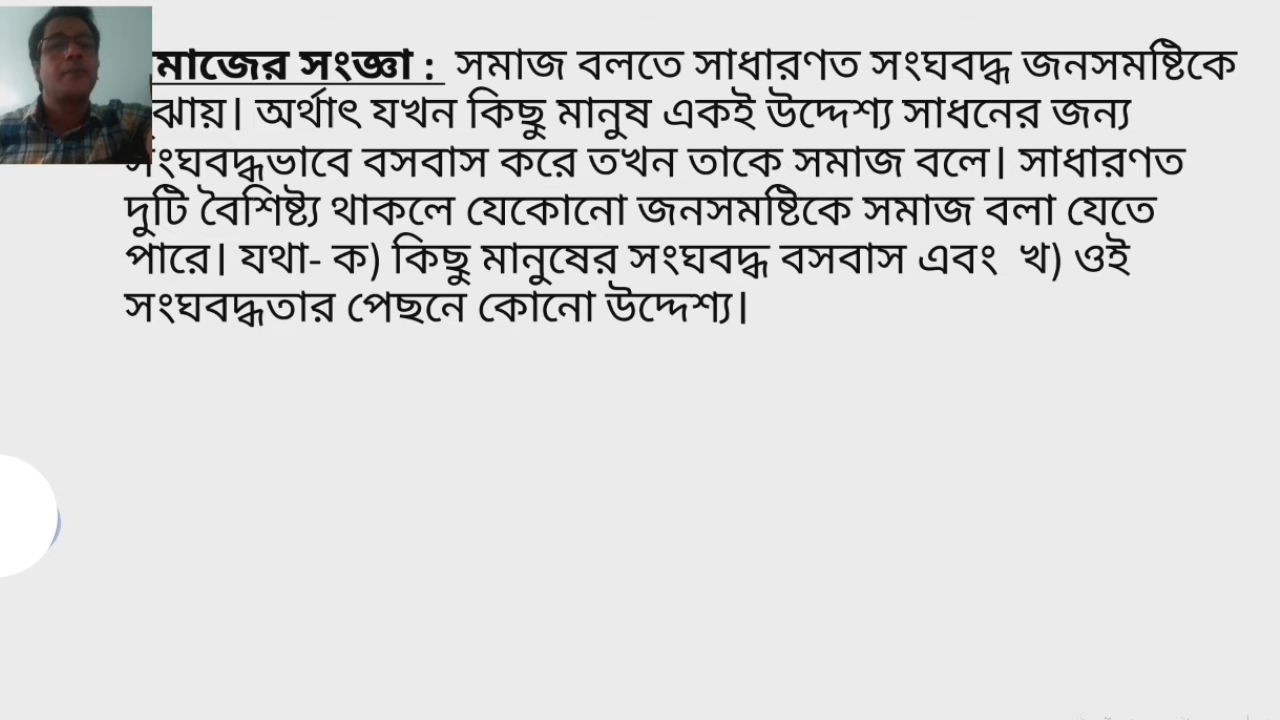 মাজের সংজ্ঞা : সমাজ বলতে সাধারণত সংঘবদ্ধ জনসমষ্টিকে
ঝায়। অর্থাৎ যখন কিছু মানুষ একই উদ্দেশ্য সাধনের জন্য
সংঘবদ্ধভাবে বসবাস করে তখন তাকে সমাজ বলে। সাধারণত
দুটি বৈশিষ্ট্য থাকলে যেকোনো জনসমষ্টিকে সমাজ বলা যেতে
পারে। যথা- ক) কিছু মানুষের সংঘবদ্ধ বসবাস এবং খ) ওই
সংঘবদ্ধতার পেছনে কোনো উদ্দেশ্য।